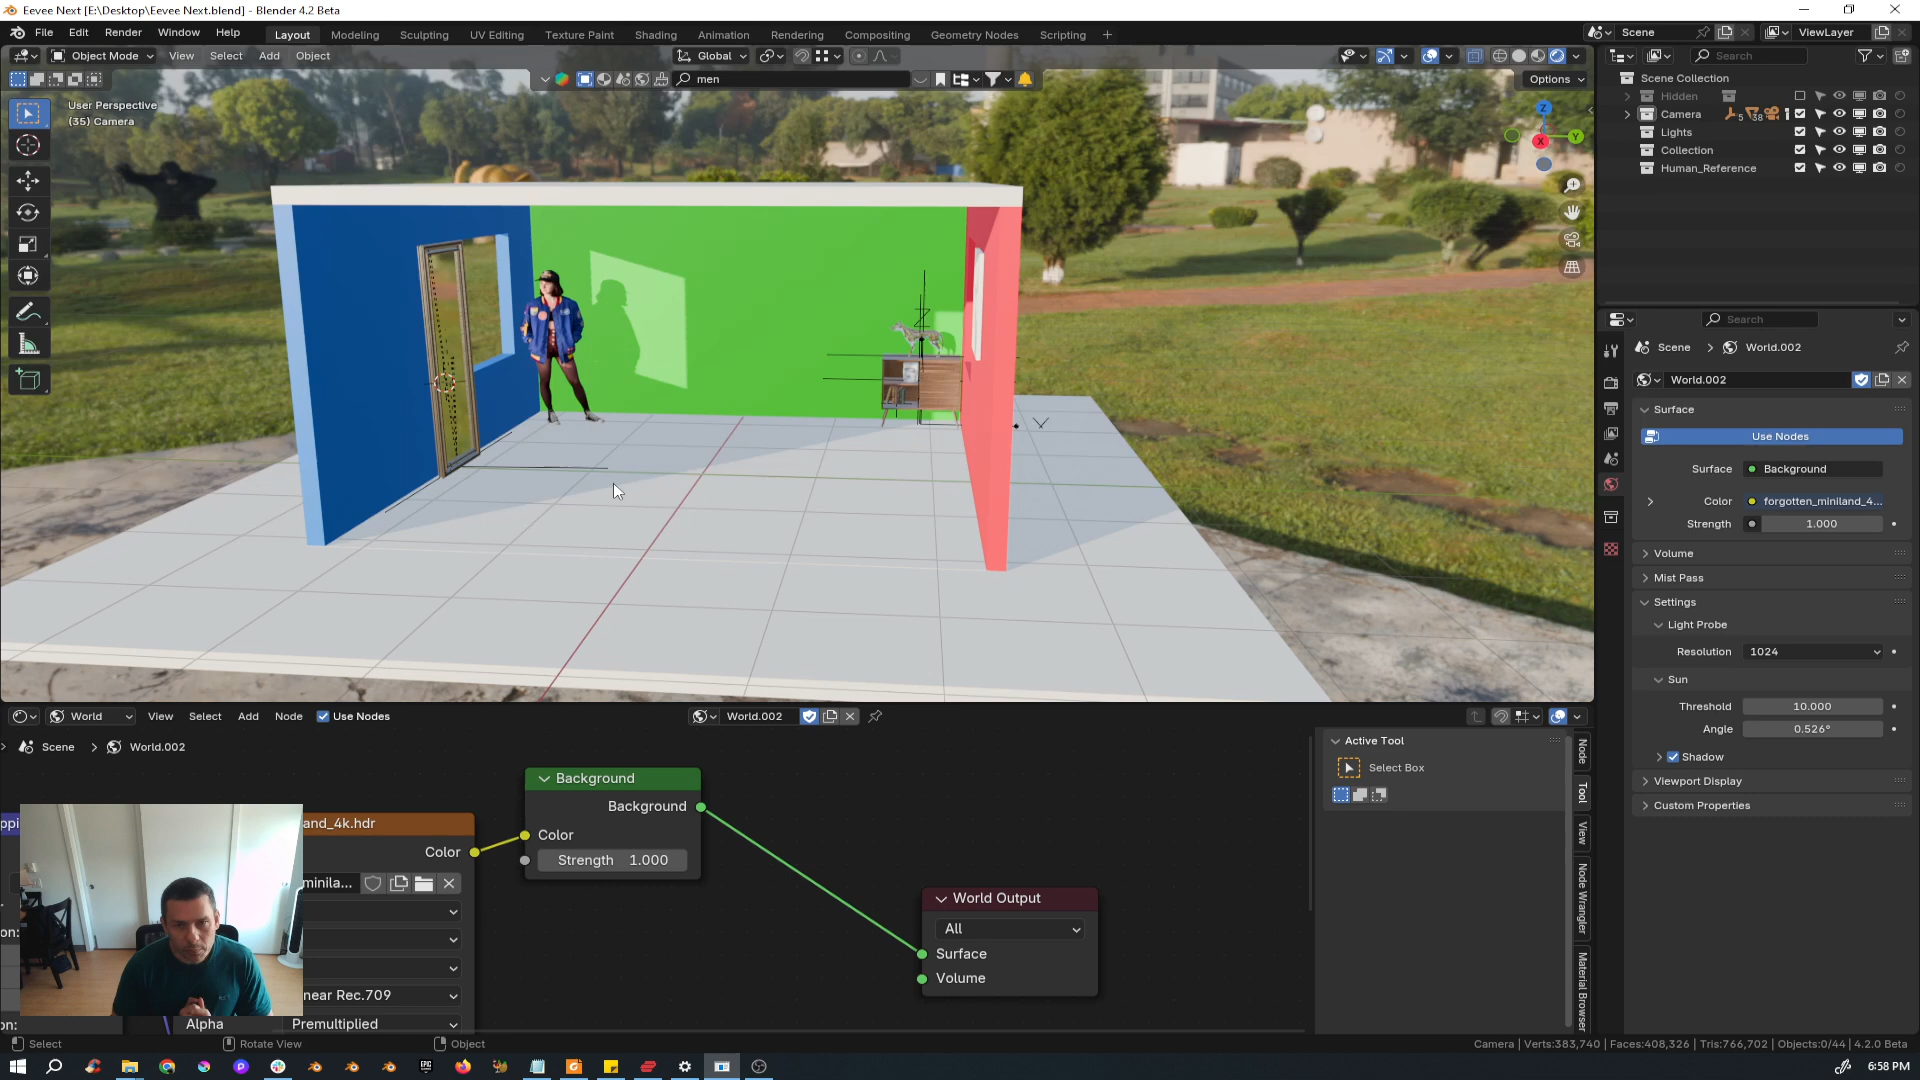 Eevee Next [E:\Desktop\Eevee Next.blend] - Blender 4.2 Beta
File Edit Render Window Help Layout Modeling Sculpting UV Editing Texture Paint Shading Animation Rendering Compositing Geometry Nodes Scripting + Scene ViewLayer
Object Mode View Select Add Object Global Search
men Options
Scene Collection
Hidden
Camera 5 38 1
Lights
Collection
Human_Reference
User Perspective
(35) Camera
Z
Y
X
Search
Scene > World.002
World.002
Surface
Use Nodes
Surface Background
Color forgotten_miniland_4...
Strength 1.000
Volume
Mist Pass
Settings
Light Probe
Resolution 1024
Sun
Threshold 10.000
Angle 0.526°
Shadow
Viewport Display
Custom Properties
World View Select Add Node Use Nodes World.002
Scene > World.002
Background
Background
Color
Strength 1.000
ppi
and_4k.hdr
Color
minila...
on:
near Rec.709
Alpha Premultiplied
on:
World Output
All
Surface
Volume
Active Tool
Select Box
Node
Tool
View
Node Wrangler
Material Browser
Select Rotate View Object Camera | Verts:383,740 | Faces:408,326 | Tris:766,702 | Objects:0/44 | 4.2.0 Beta
EPIC
6:58 PM